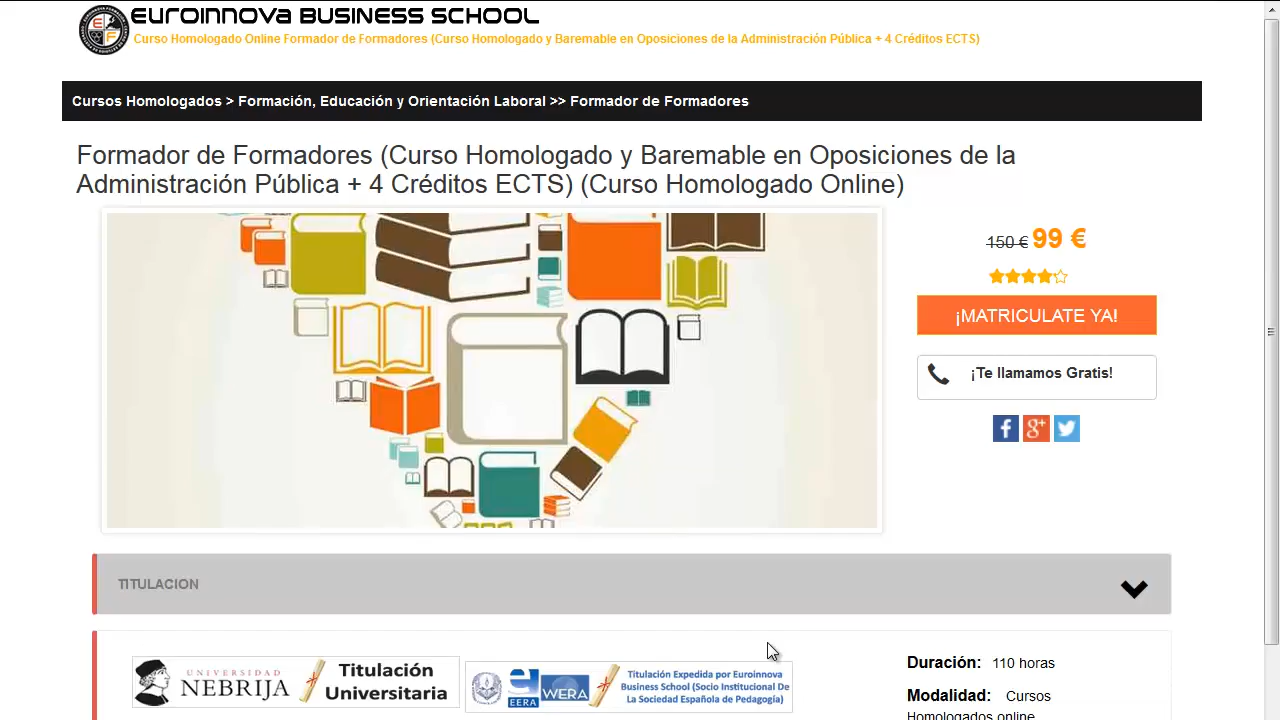 EUROINNOVA BUSINESS SCHOOL
Curso Homologado Online Formador de Formadores (Curso Homologado y Baremable en Oposiciones de la Administración Pública + 4 Créditos ECTS)
Cursos Homologados > Formación, Educación y Orientación Laboral >> Formador de Formadores
Formador de Formadores (Curso Homologado y Baremable en Oposiciones de la
Administración Pública + 4 Créditos ECTS) (Curso Homologado Online)
150 € 99 €
¡MATRICULATE YA!
¡Te llamamos Gratis!
TITULACION
UNIVERSIDAD
NEBRIJA
Titulación
Universitaria
EERA
WERA
Titulación Expedida por Euroinnova
Business School (Socio Institucional De
La Sociedad Española de Pedagogía)
Duración: 110 horas
Modalidad: Cursos
Homologados online